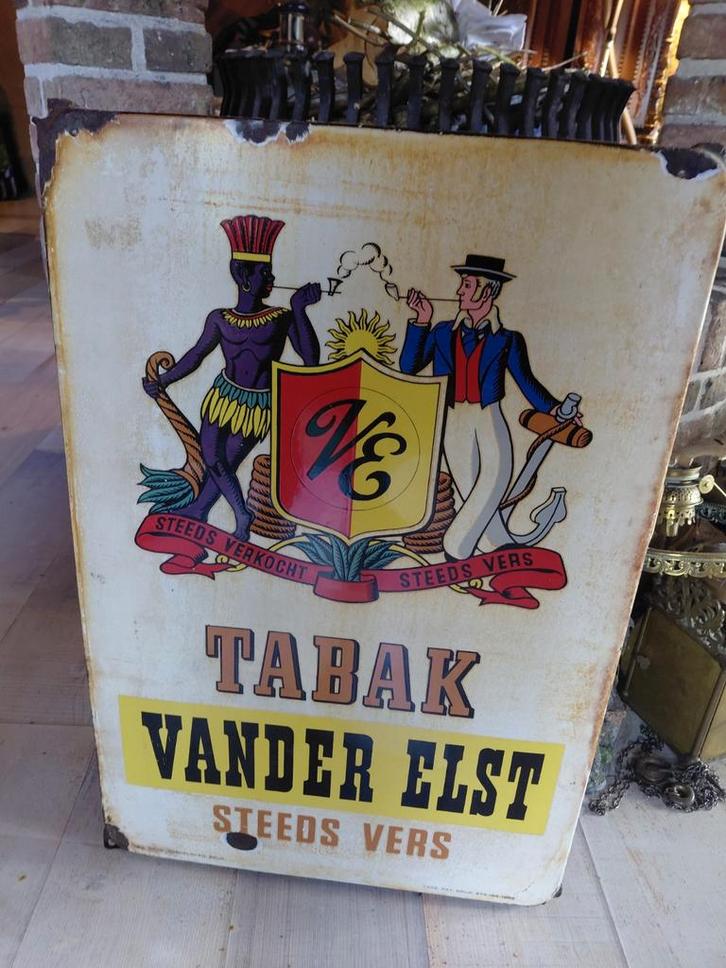 VE
STEEDS VERKOCHT STEEDS VERS
TABAK
VANDER ELST
STEEDS VERS